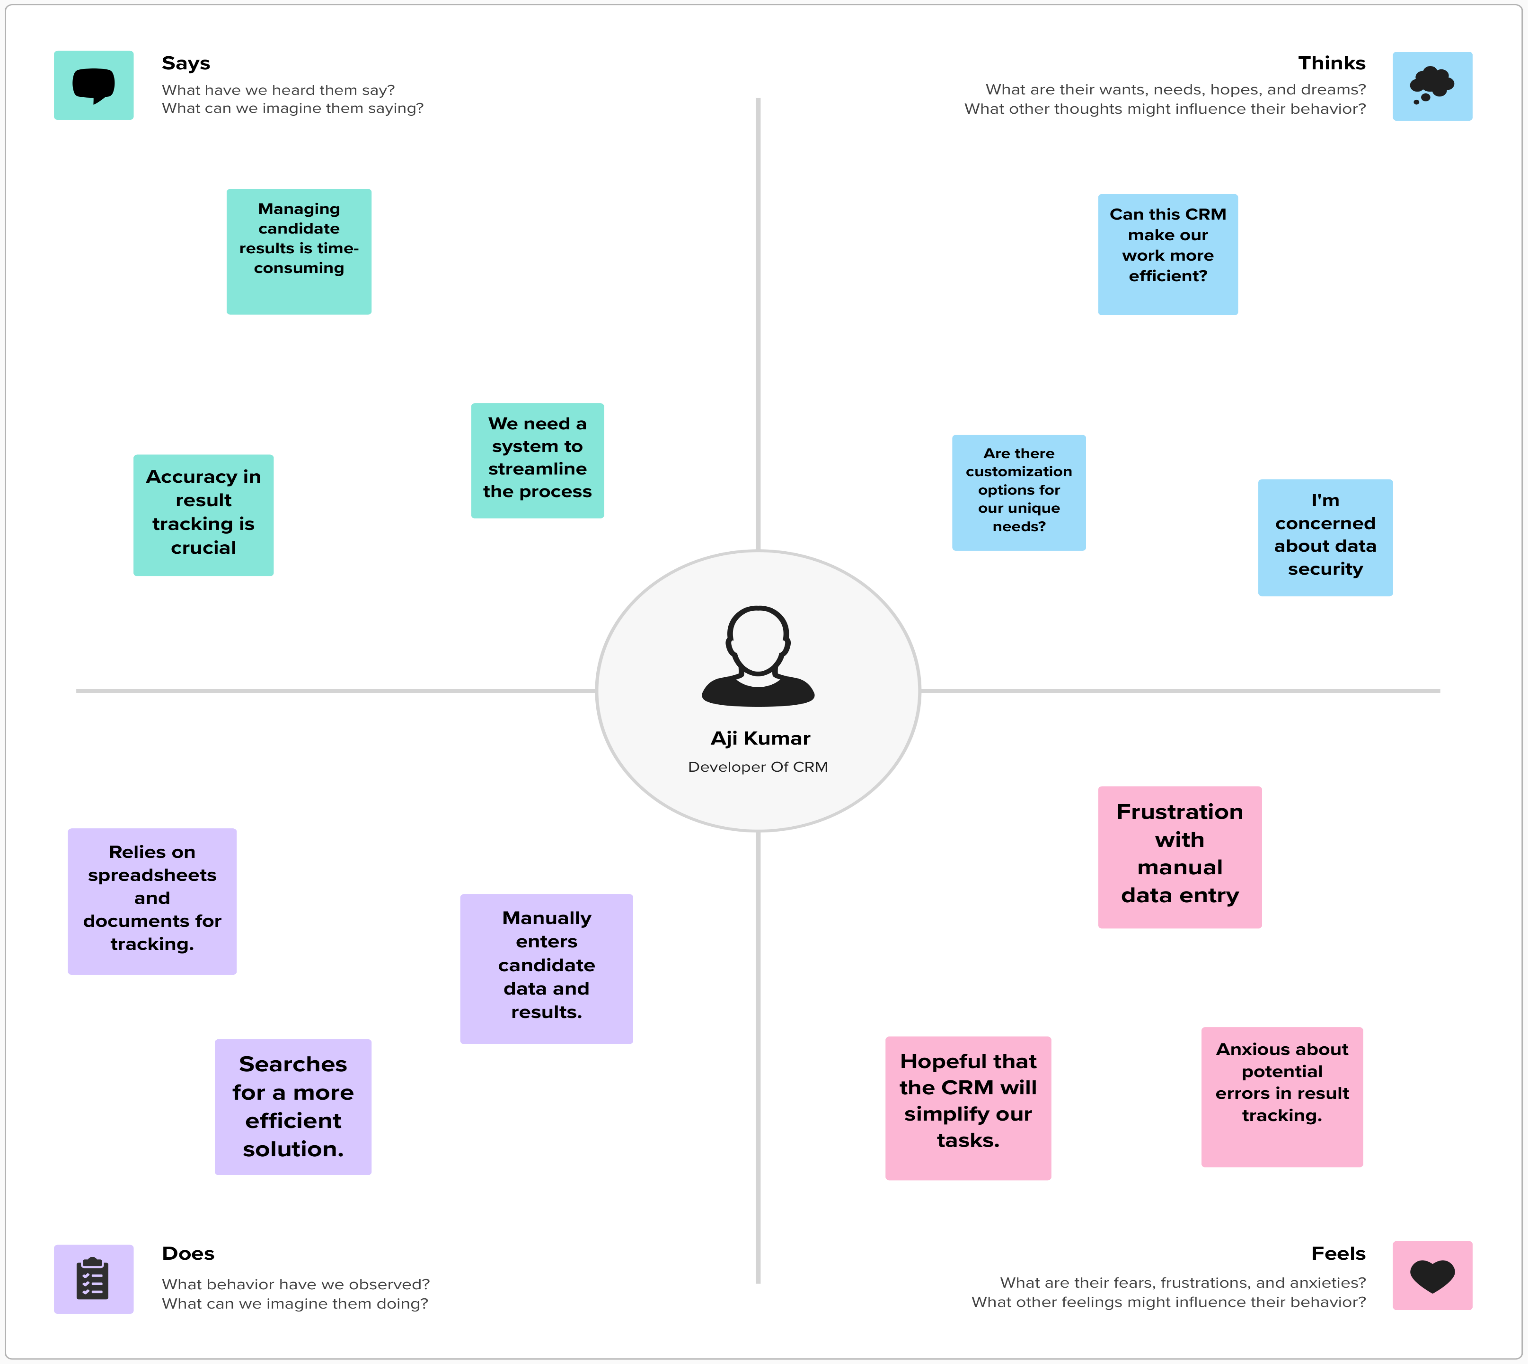 Says
What have we heard them say?
What can we imagine them saying?
Managing
candidate
results is time-
consuming
We need a
system to
streamline
the process
Accuracy in
result
tracking is
crucial
Thinks
What are their wants, needs, hopes, and dreams?
What other thoughts might influence their behavior?
Can this CRM
make our
work more
efficient?
Are there
customization
options for
our unique
needs?
I'm
concerned
about data
security
Aji Kumar
Developer Of CRM
Relies on
spreadsheets
and
documents for
tracking.
Manually
enters
candidate
data and
results.
Searches
for a more
efficient
solution.
Does
What behavior have we observed?
What can we imagine them doing?
Frustration
with
manual
data entry
Hopeful that
the CRM will
simplify our
tasks.
Anxious about
potential
errors in result
tracking.
Feels
What are their fears, frustrations, and anxieties?
What other feelings might influence their behavior?